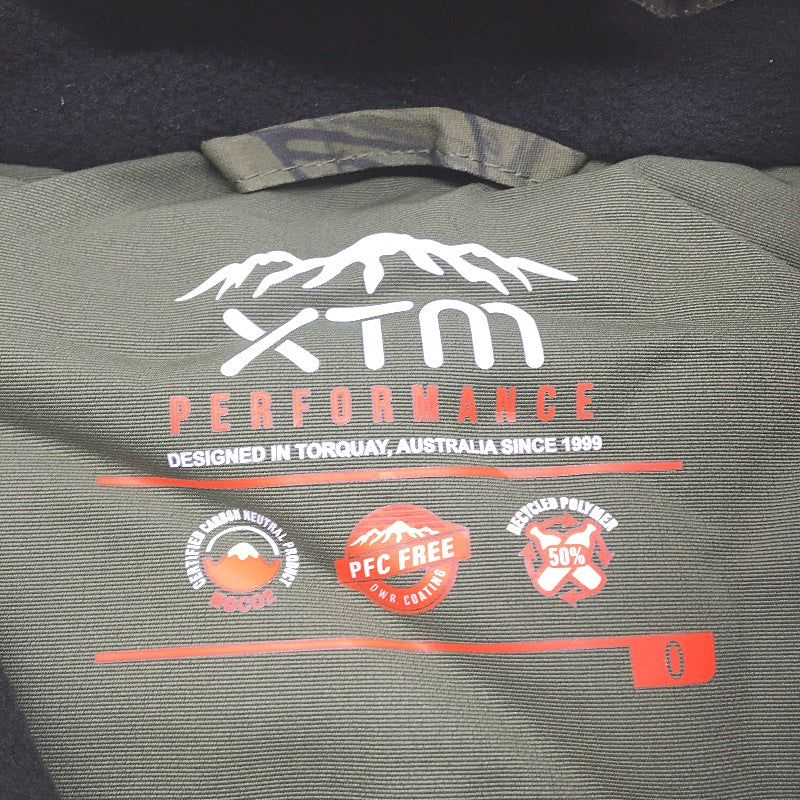 XTM
PERFORMANCE
DESIGNED IN TORQUAY, AUSTRALIA SINCE 1999
CERTIFIED CARBON NEUTRAL PRODUCT
PFC FREE
D.W.R. COATING
RECYCLED POLYMER
50%
0